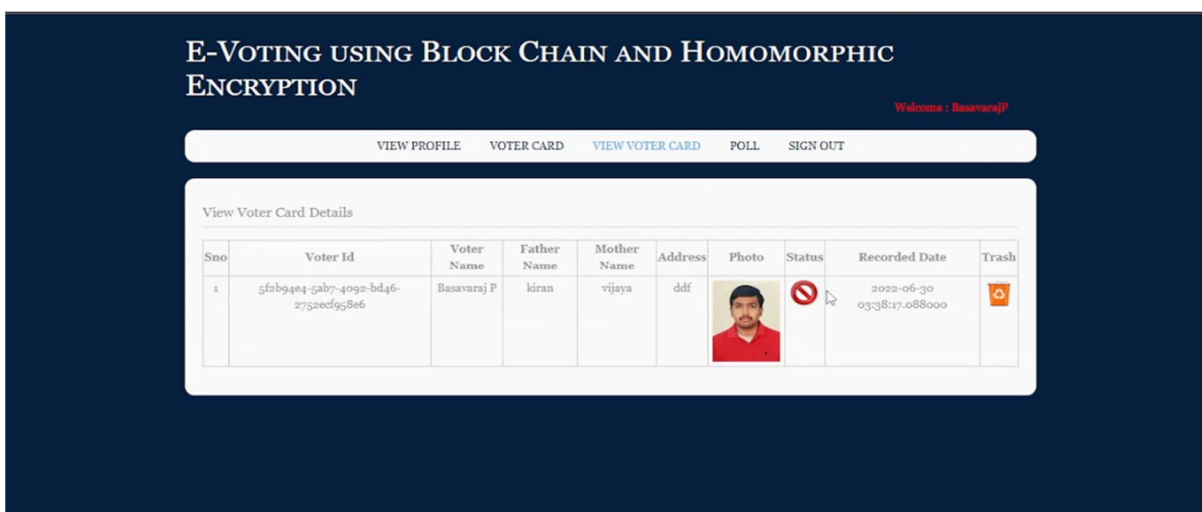 E-Voting using Block Chain and Homomorphic
Encryption
Welcome : BasavarajP
VIEW PROFILE VOTER CARD VIEW VOTER CARD POLL SIGN OUT
View Voter Card Details
Sno Voter Id Voter Name Father Name Mother Name Address Photo Status Recorded Date Trash
1 5f2b94e4-5ab7-4092-bd46-2752ecf958e6 Basavaraj P kiran vijaya ddf 2022-06-30 03:38:17.088000